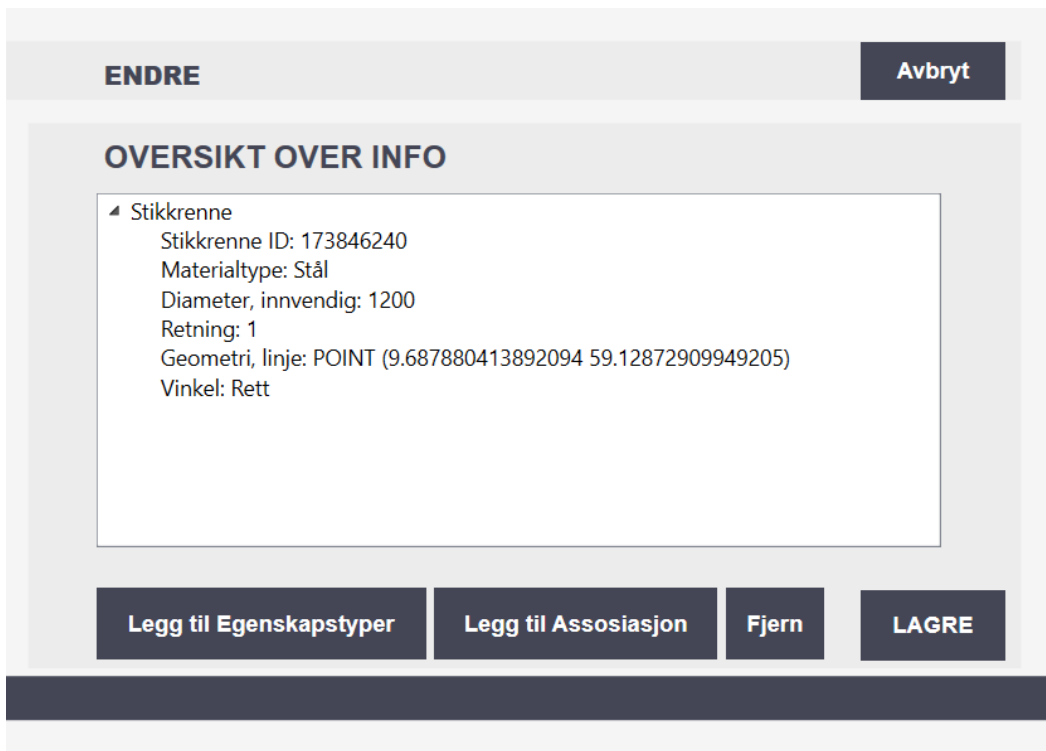 ENDRE
Avbryt
OVERSIKT OVER INFO
Stikkrenne
Stikkrenne ID: 173846240
Materialtype: Stål
Diameter, innvendig: 1200
Retning: 1
Geometri, linje: POINT (9.687880413892094 59.12872909949205)
Vinkel: Rett
Legg til Egenskapstyper
Legg til Assosiasjon
Fjern
LAGRE